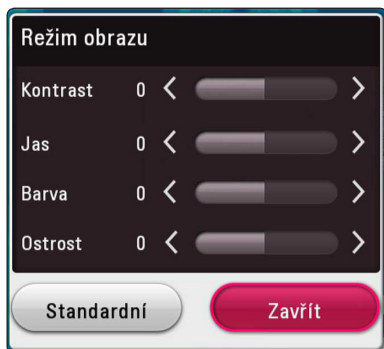 Režim obrazu
Kontrast 0
Jas 0
Barva 0
Ostrost 0
Standardní Zavřít